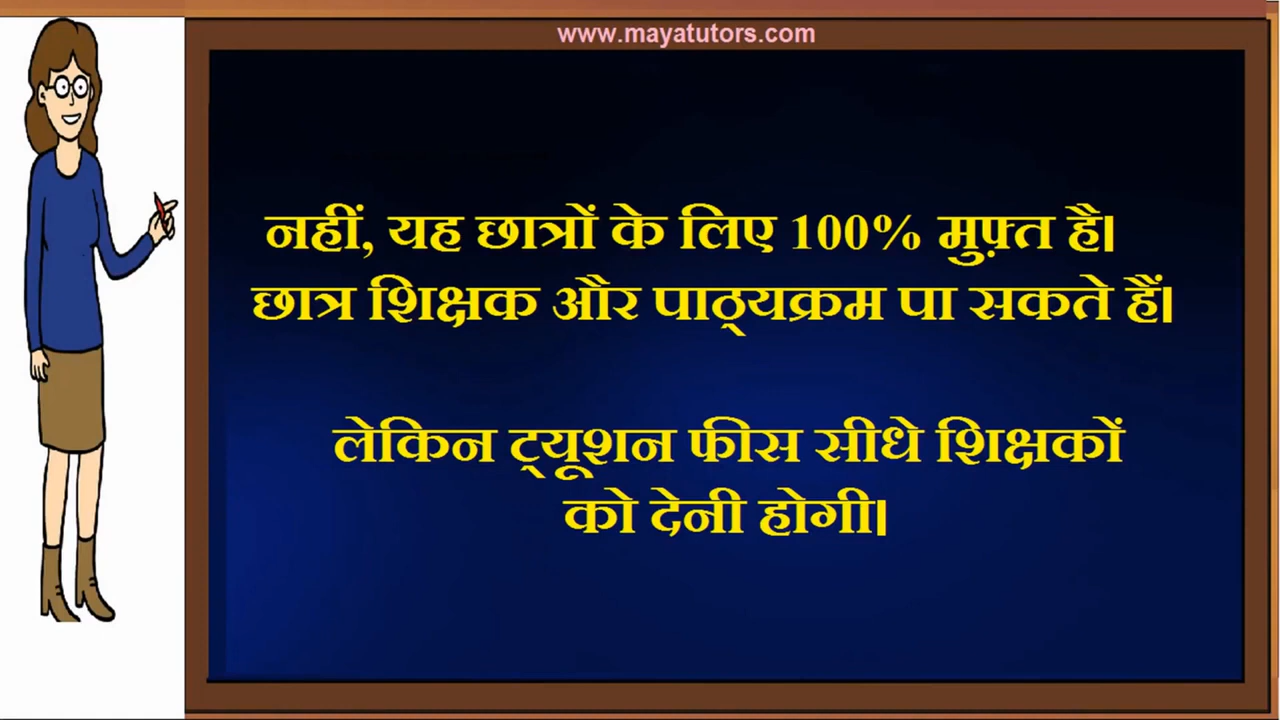 www.mayatutors.com
नहीं, यह छात्रों के लिए 100% मुफ़्त है।
छात्र शिक्षक और पाठ्यक्रम पा सकते हैं।
लेकिन ट्यूशन फीस सीधे शिक्षकों
को देनी होगी।